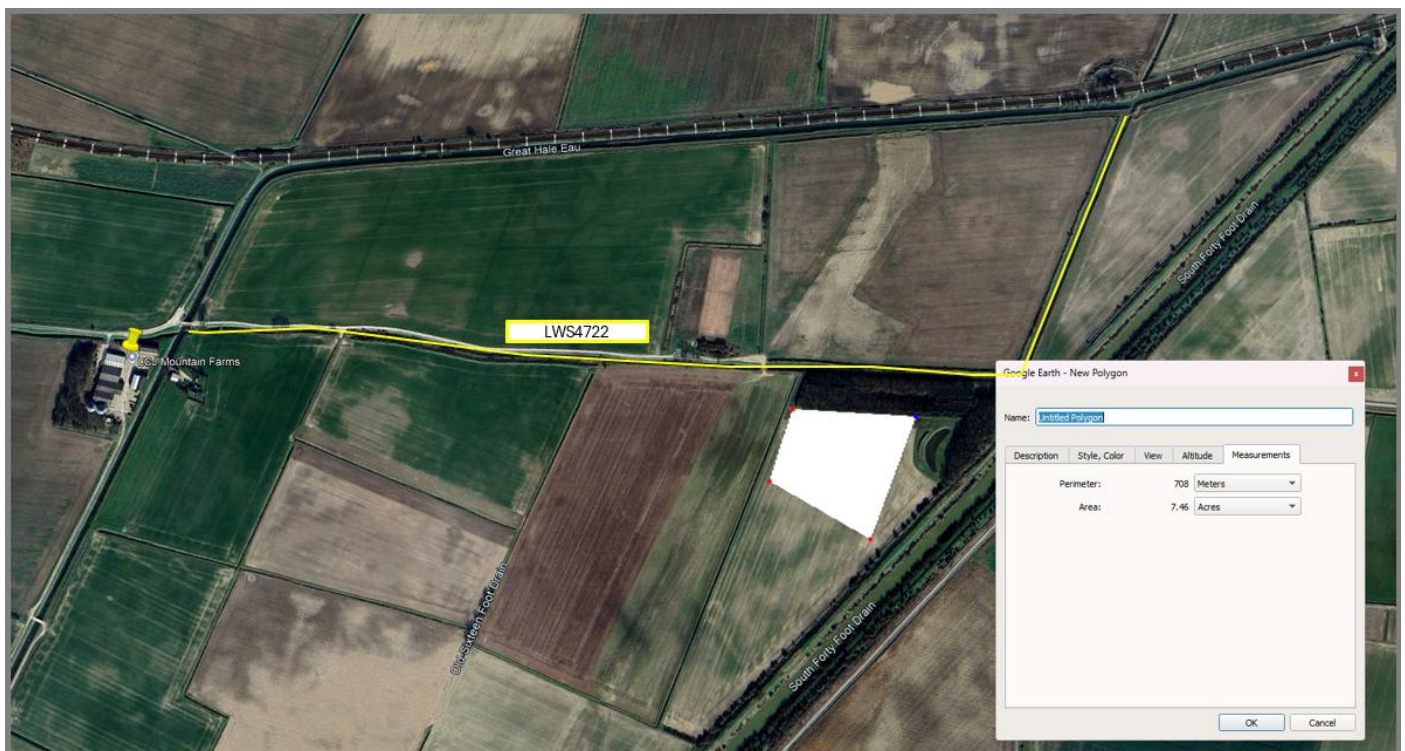 Great Hale Eau
South Forty Foot Drain
LWS4722
Mountain Farms
Google Earth - New Polygon
Name: Untitled Polygon
Description Style, Color View Altitude Measurements
Perimeter: 708 Meters
Area: 7.46 Acres
Old Sixteen Foot Drain
South Forty Foot Drain
OK Cancel